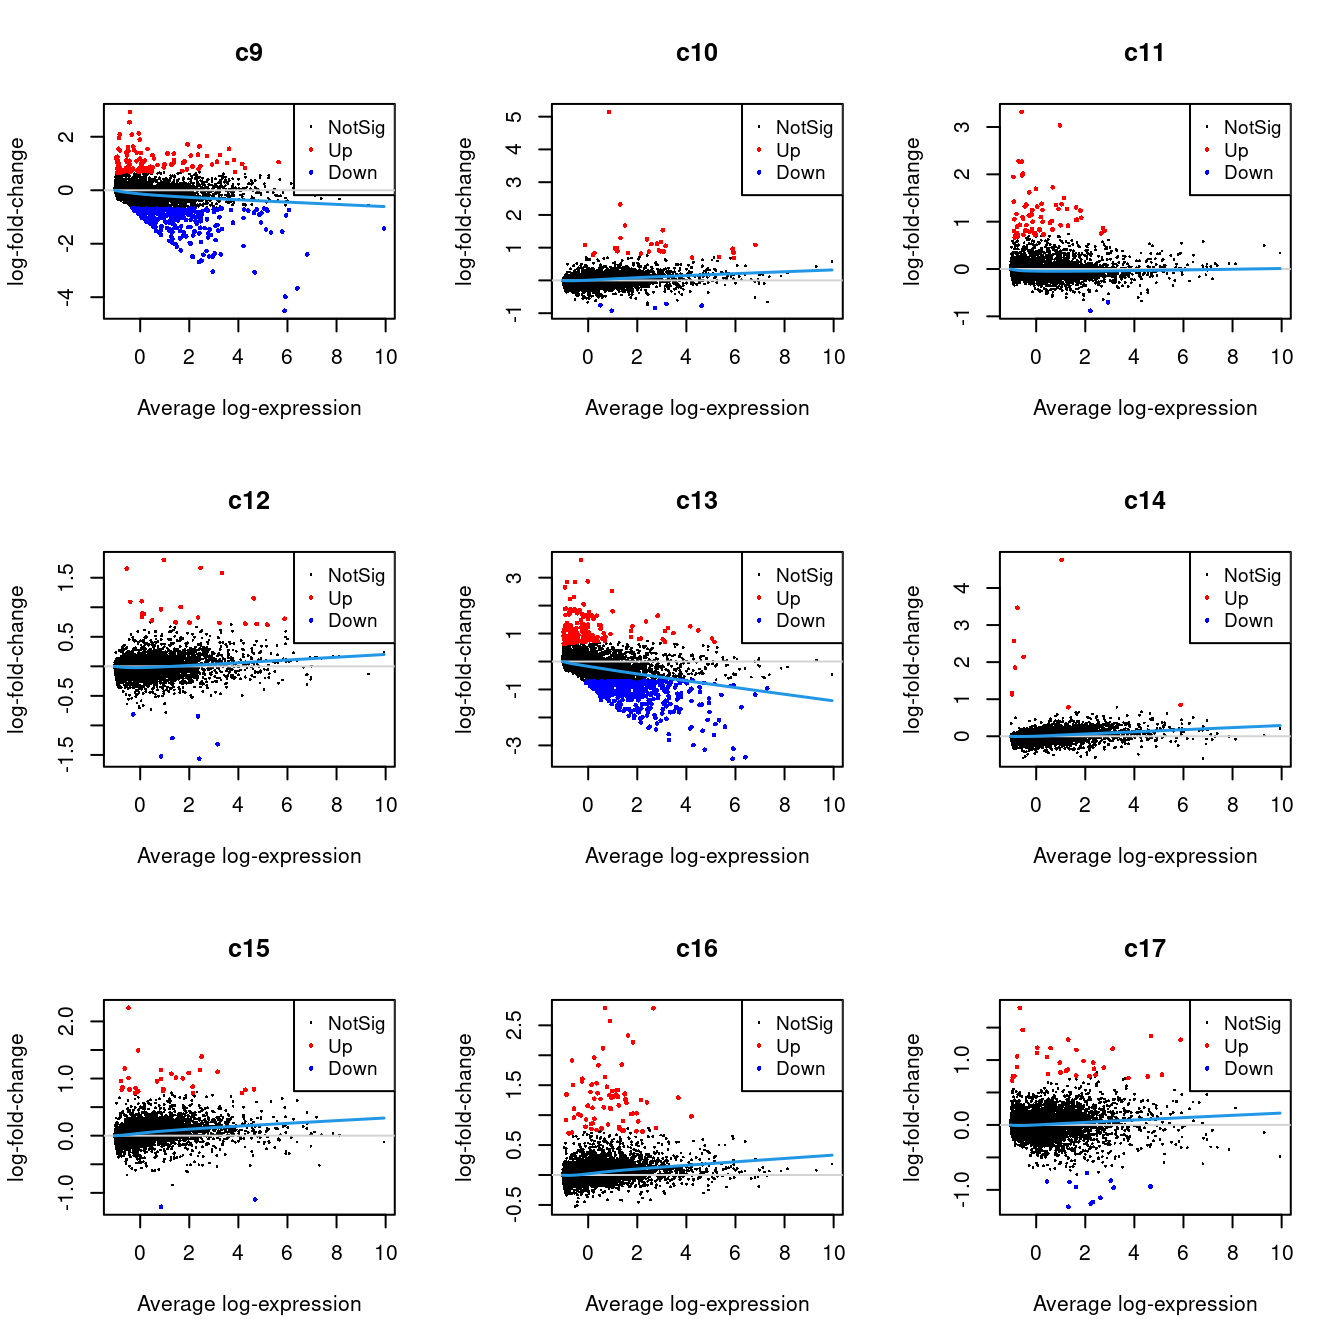 c9
c10
c11
log-fold-change
2
0
-2
-4
NotSig
Up
Down
0 2 4 6 8 10
Average log-expression
log-fold-change
5
4
3
2
1
-1
NotSig
Up
Down
0 2 4 6 8 10
Average log-expression
log-fold-change
3
2
1
0
-1
NotSig
Up
Down
0 2 4 6 8 10
Average log-expression
c12
c13
c14
log-fold-change
1.5
0.5
-0.5
-1.5
NotSig
Up
Down
0 2 4 6 8 10
Average log-expression
log-fold-change
3
1
-1
-3
NotSig
Up
Down
0 2 4 6 8 10
Average log-expression
log-fold-change
4
3
2
1
0
NotSig
Up
Down
0 2 4 6 8 10
Average log-expression
c15
c16
c17
log-fold-change
2.0
1.0
0.0
-1.0
NotSig
Up
Down
0 2 4 6 8 10
Average log-expression
log-fold-change
2.5
1.5
0.5
-0.5
NotSig
Up
Down
0 2 4 6 8 10
Average log-expression
log-fold-change
1.0
0.0
-1.0
NotSig
Up
Down
0 2 4 6 8 10
Average log-expression